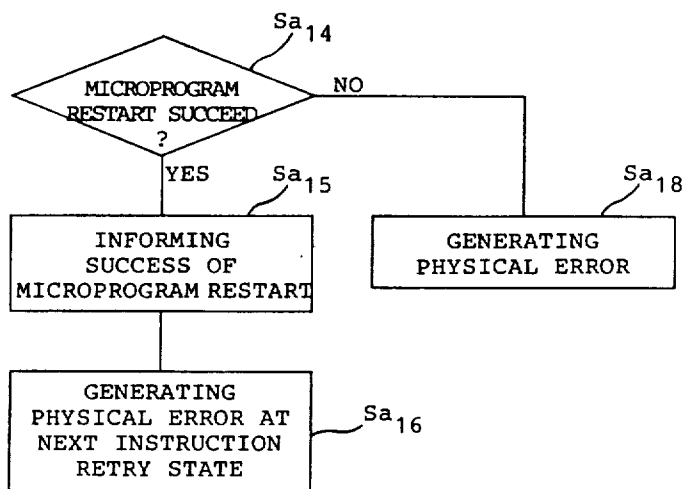 Sa14
MICROPROGRAM
RESTART SUCCEED
?
NO
YES
Sa15
INFORMING
SUCCESS OF
MICROPROGRAM RESTART
Sa18
GENERATING
PHYSICAL ERROR
GENERATING
PHYSICAL ERROR AT
NEXT INSTRUCTION
RETRY STATE
Sa16